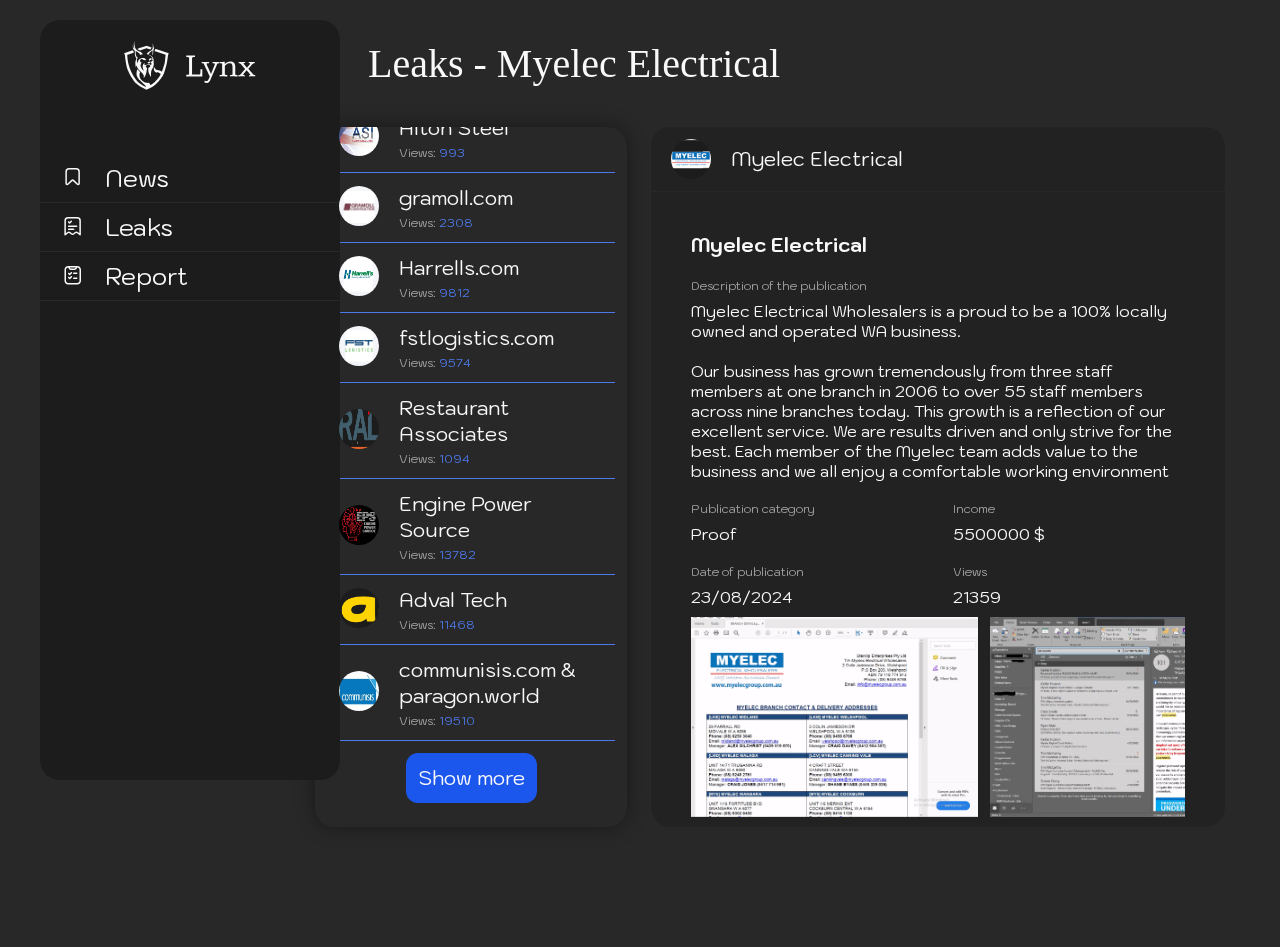 Lynx
Leaks - Myelec Electrical
News
Leaks
Report
Hilton Steel
Views: 993
gramoll.com
Views: 2308
Harrells.com
Views: 9812
fstlogistics.com
Views: 9574
Restaurant
Associates
Views: 1094
Engine Power
Source
Views: 13782
Adval Tech
Views: 11468
communisis.com &
paragon.world
Views: 19510
Show more
MYELEC
Myelec Electrical
Myelec Electrical
Description of the publication
Myelec Electrical Wholesalers is a proud to be a 100% locally
owned and operated WA business.
Our business has grown tremendously from three staff
members at one branch in 2006 to over 55 staff members
across nine branches today. This growth is a reflection of our
excellent service. We are results driven and only strive for the
best. Each member of the Myelec team adds value to the
business and we all enjoy a comfortable working environment
Publication category
Income
Proof
5500000 $
Date of publication
Views
23/08/2024
21359
MYELEC
www.myelecgroup.com.au
MYELEC BRANCH CONTACT & DELIVERY ADDRESSES